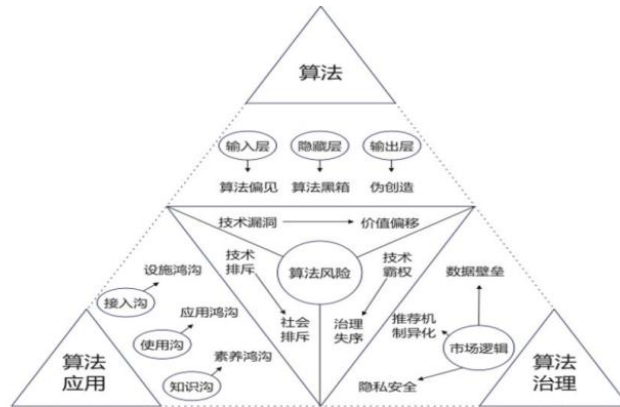 算法
输入层 隐藏层 输出层
算法偏见 算法黑箱 伪创造
技术漏洞 价值偏移
技术
排斥
算法风险
技术
霸权
社会
排斥
治理
失序
设施鸿沟
接入沟
应用鸿沟
使用沟
素养鸿沟
知识沟
算法
应用
数据壁垒
推荐机
制异化
市场逻辑
隐私安全
算法
治理